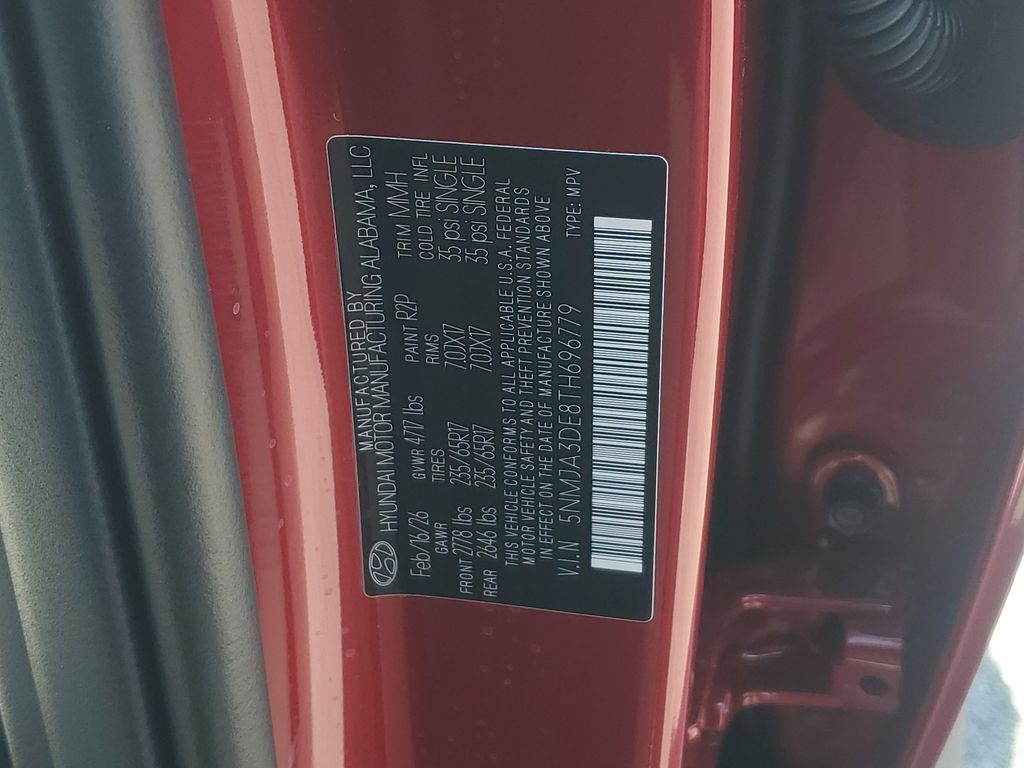 MANUFACTURED BY
HYUNDAI MOTOR MANUFACTURING ALABAMA, LLC
Feb/16/26 GVWR 4717 lbs PAINT R2P TRIM MMH
GAWR TIRES RIMS COLD TIRE INFL
FRONT 2778 lbs 235/65R17 7.0JX17 35 psi SINGLE
REAR 2646 lbs 235/65R17 7.0JX17 35 psi SINGLE
THIS VEHICLE CONFORMS TO ALL APPLICABLE U.S.A. FEDERAL
MOTOR VEHICLE SAFETY AND THEFT PREVENTION STANDARDS
IN EFFECT ON THE DATE OF MANUFACTURE SHOWN ABOVE
V.I.N 5NMJA3DE8TH696779 TYPE: MPV